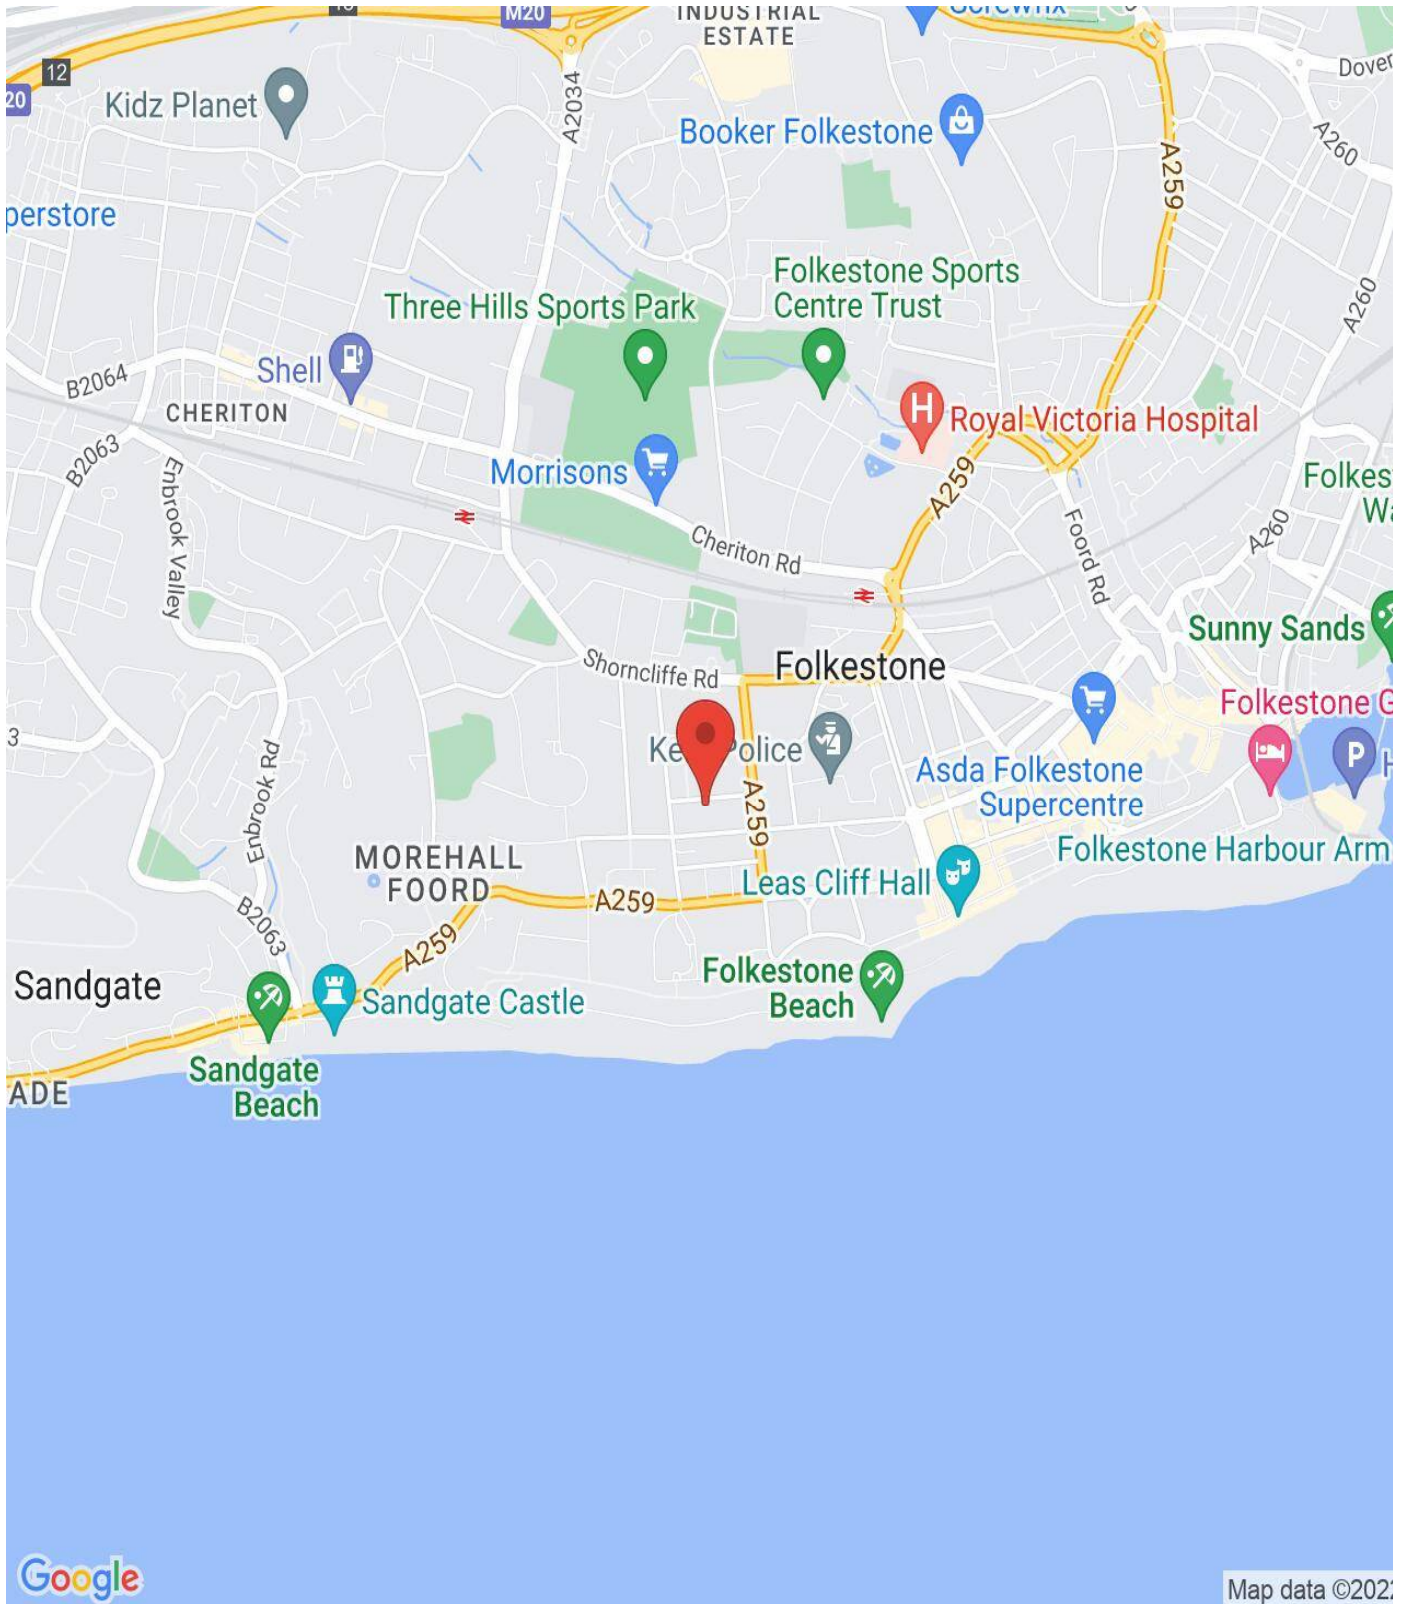 M20
INDUSTRIAL
ESTATE
12
20
Kidz Planet
A2034
Dover
A260
Booker Folkestone
A259
perstore
Folkestone Sports
Centre Trust
Three Hills Sports Park
A260
Shell
B2064
CHERITON
Royal Victoria Hospital
B2063
Morrisons
A259
Folkes
Enbrook Valley
Cheriton Rd
Foord Rd
A260
Sunny Sands
Shorncliffe Rd
Folkestone
Folkestone G
3
Police
Enbrook Rd
Asda Folkestone
Supercentre
A259
P
H
MOREHALL
FOORD
Folkestone Harbour Arm
Leas Cliff Hall
A259
B2063
A259
Sandgate
Folkestone
Beach
Sandgate Castle
Sandgate
Beach
ADE
Google
Map data ©2022